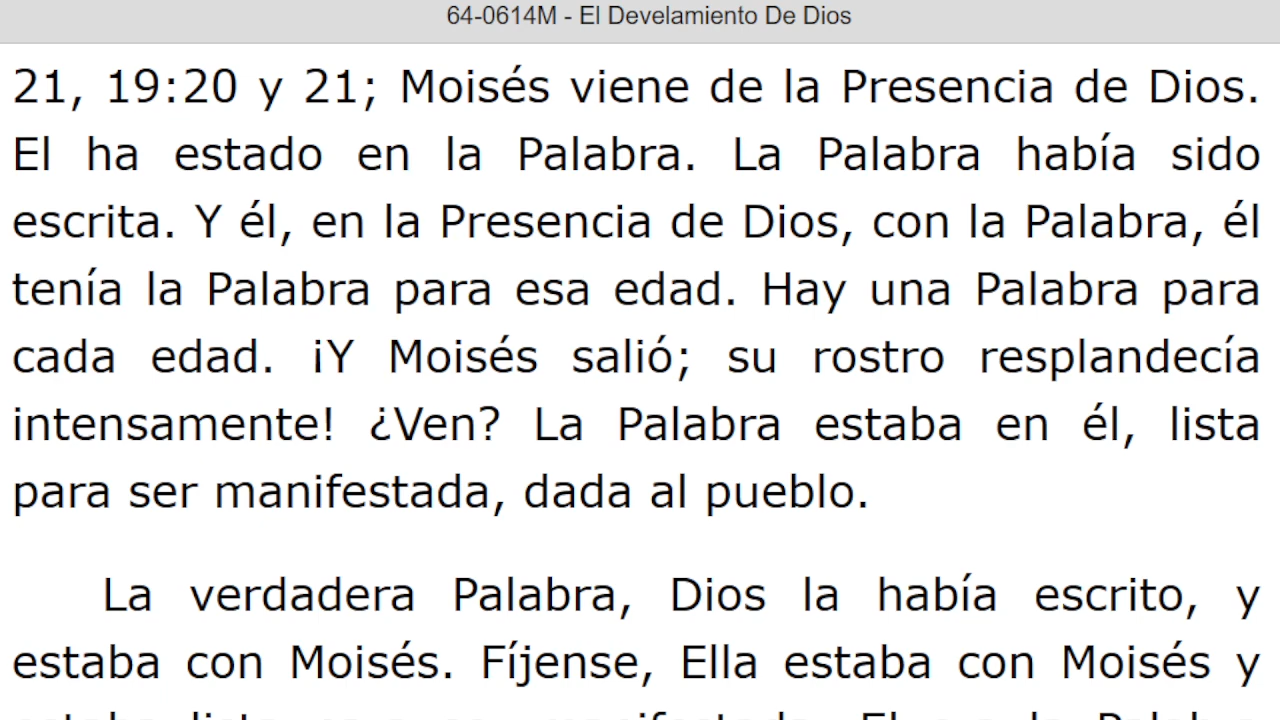 64-0614M - El Develamiento De Dios
21, 19:20 y 21; Moisés viene de la Presencia de Dios.
El ha estado en la Palabra. La Palabra había sido
escrita. Y él, en la Presencia de Dios, con la Palabra, él
tenía la Palabra para esa edad. Hay una Palabra para
cada edad. ¡Y Moisés salió; su rostro resplandecía
intensamente! ¿Ven? La Palabra estaba en él, lista
para ser manifestada, dada al pueblo.
La verdadera Palabra, Dios la había escrito, y
estaba con Moisés. Fíjense, Ella estaba con Moisés y